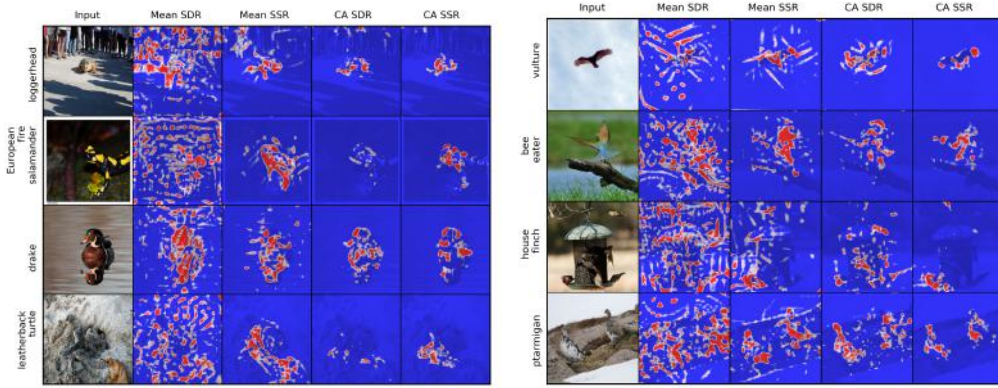 Input Mean SDR Mean SSR CA SDR CA SSR
loggerhead
European
fire
salamander
drake
leatherback
turtle
Input Mean SDR Mean SSR CA SDR CA SSR
vulture
bee
eater
house
finch
ptarmigan